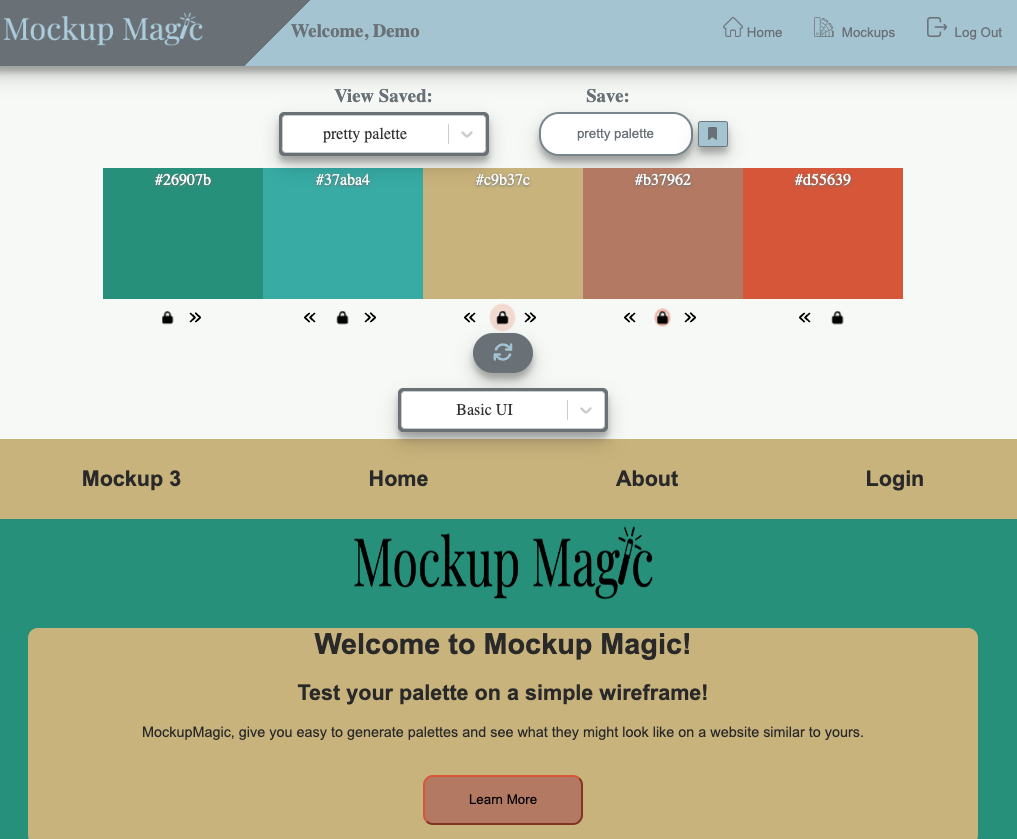 Mockup Magic
Welcome, Demo
Home
Mockups
Log Out
View Saved:
Save:
pretty palette
pretty palette
#26907b
#37aba4
#c9b37c
#b37962
#d55639
Basic UI
Mockup 3
Home
About
Login
Mockup Magic
Welcome to Mockup Magic!
Test your palette on a simple wireframe!
MockupMagic, give you easy to generate palettes and see what they might look like on a website similar to yours.
Learn More